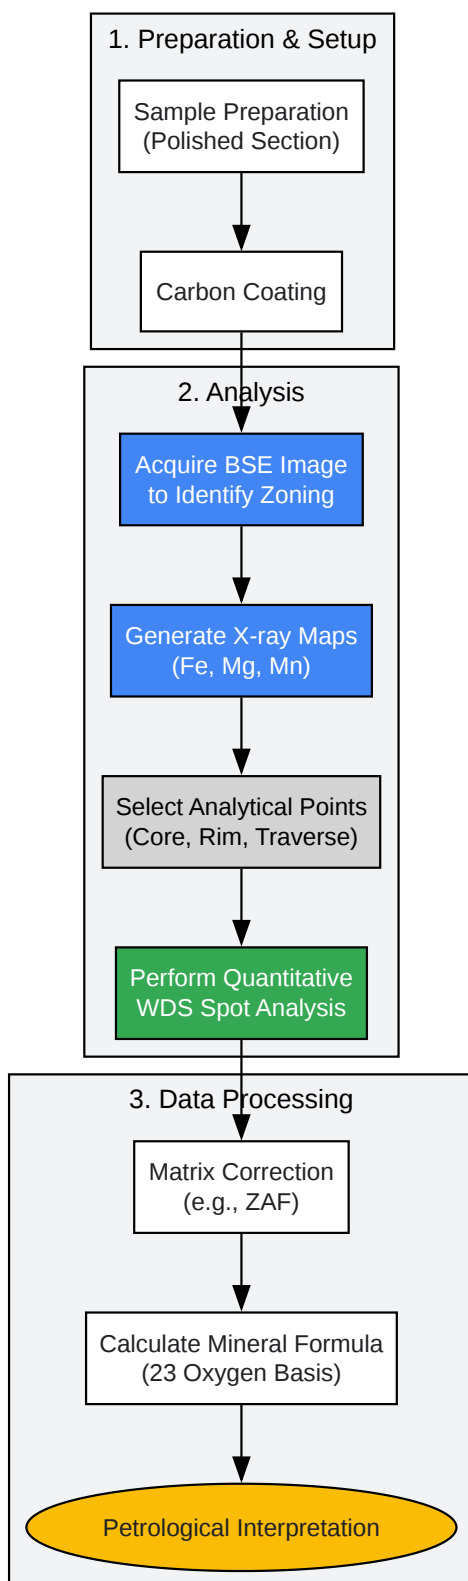 1. Preparation & Setup
Sample Preparation
(Polished Section)
Carbon Coating
2. Analysis
Acquire BSE Image
to Identify Zoning
Generate X-ray Maps
(Fe, Mg, Mn)
Select Analytical Points
(Core, Rim, Traverse)
Perform Quantitative
WDS Spot Analysis
3. Data Processing
Matrix Correction
(e.g., ZAF)
Calculate Mineral Formula
(23 Oxygen Basis)
Petrological Interpretation